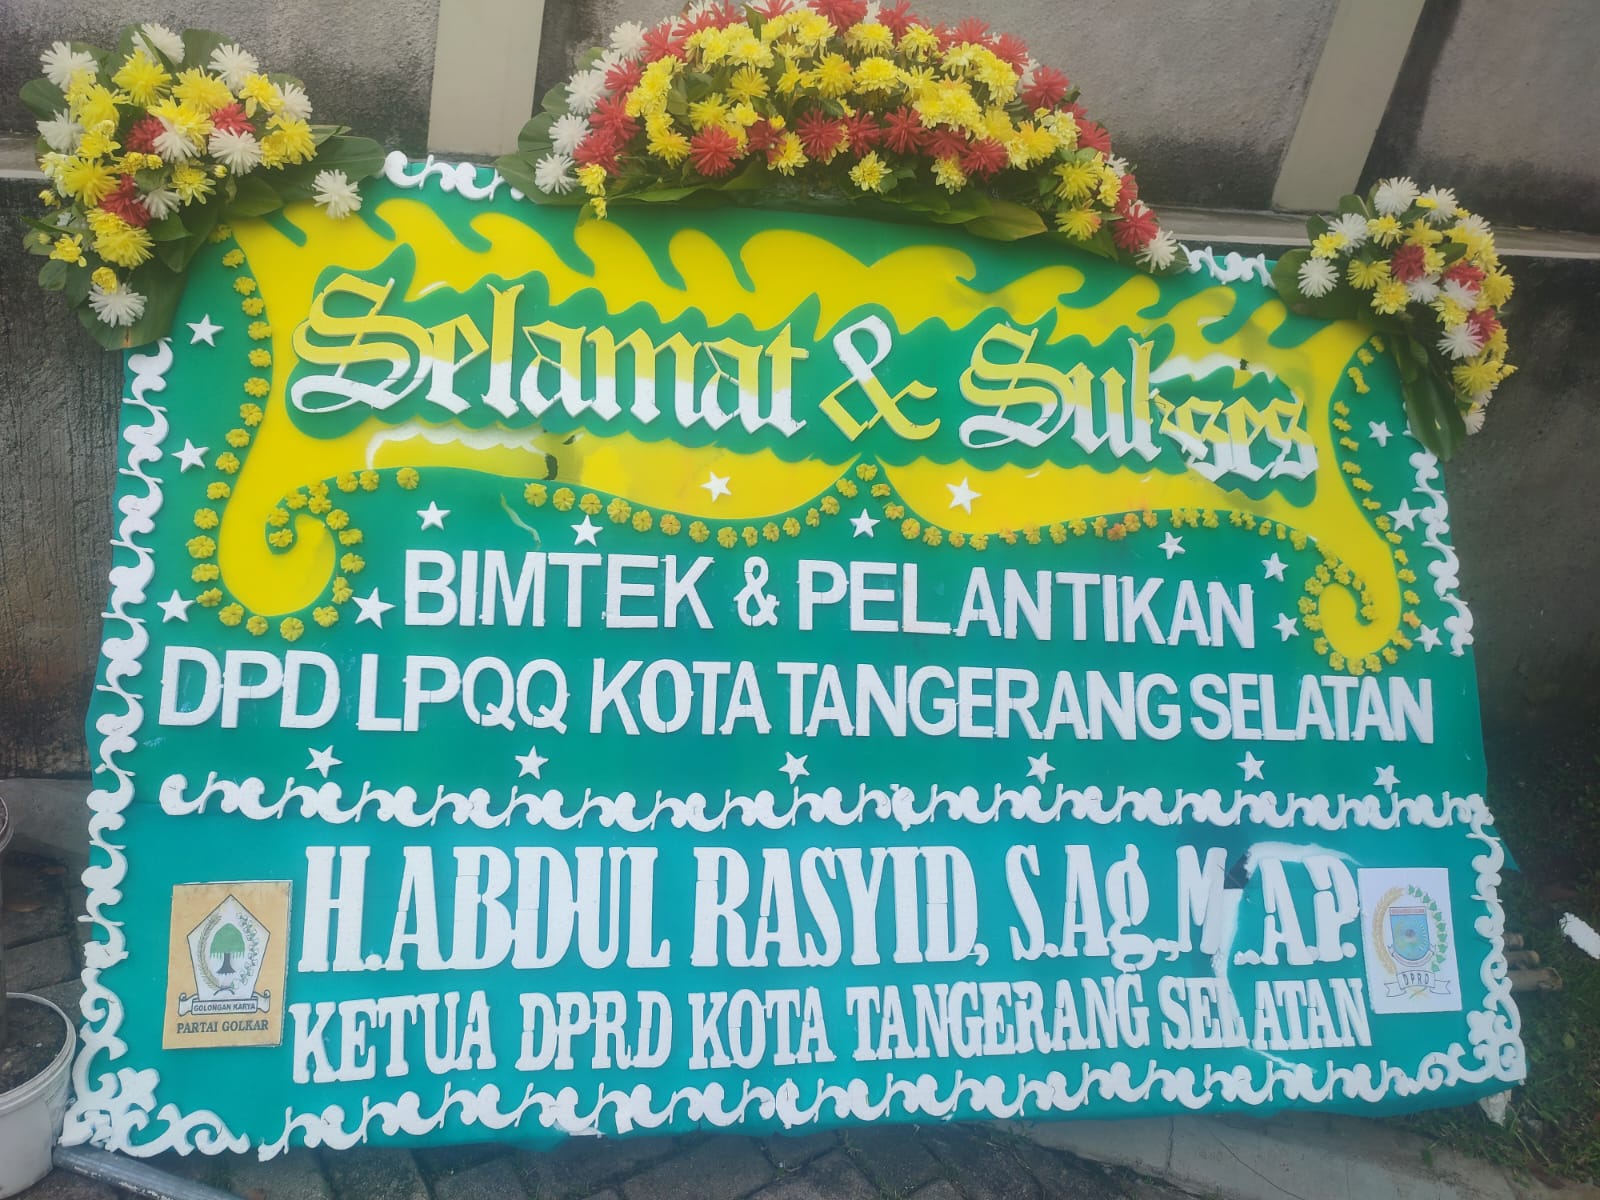 Selamat & Sukses
BIMTEK & PELANTIKAN
DPD LPQQ KOTA TANGERANG SELATAN
H. ABDUL RASYID, S.Ag., M.A.P.
KETUA DPRD KOTA TANGERANG SELATAN
GOLONGAN KARYA
PARTAI GOLKAR
DPRD